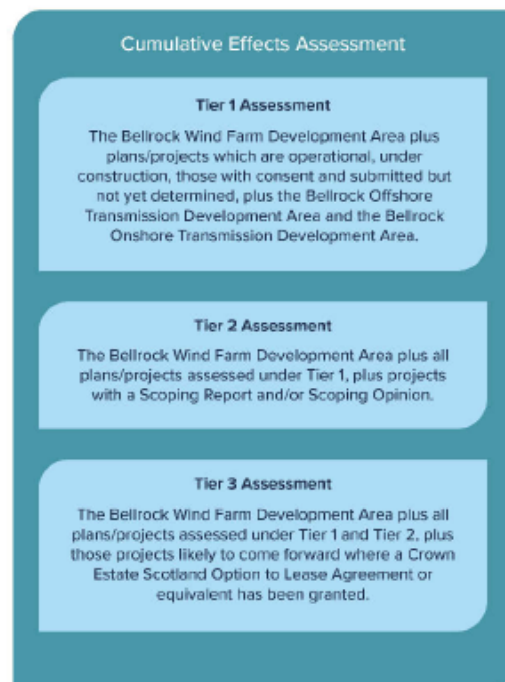 Cumulative Effects Assessment
Tier 1 Assessment
The Bellrock Wind Farm Development Area plus
plans/projects which are operational, under
construction, those with consent and submitted but
not yet determined, plus the Bellrock Offshore
Transmission Development Area and the Bellrock
Onshore Transmission Development Area.
Tier 2 Assessment
The Bellrock Wind Farm Development Area plus all
plans/projects assessed under Tier 1, plus projects
with a Scoping Report and/or Scoping Opinion.
Tier 3 Assessment
The Bellrock Wind Farm Development Area plus all
plans/projects assessed under Tier 1 and Tier 2, plus
those projects likely to come forward where a Crown
Estate Scotland Option to Lease Agreement or
equivalent has been granted.